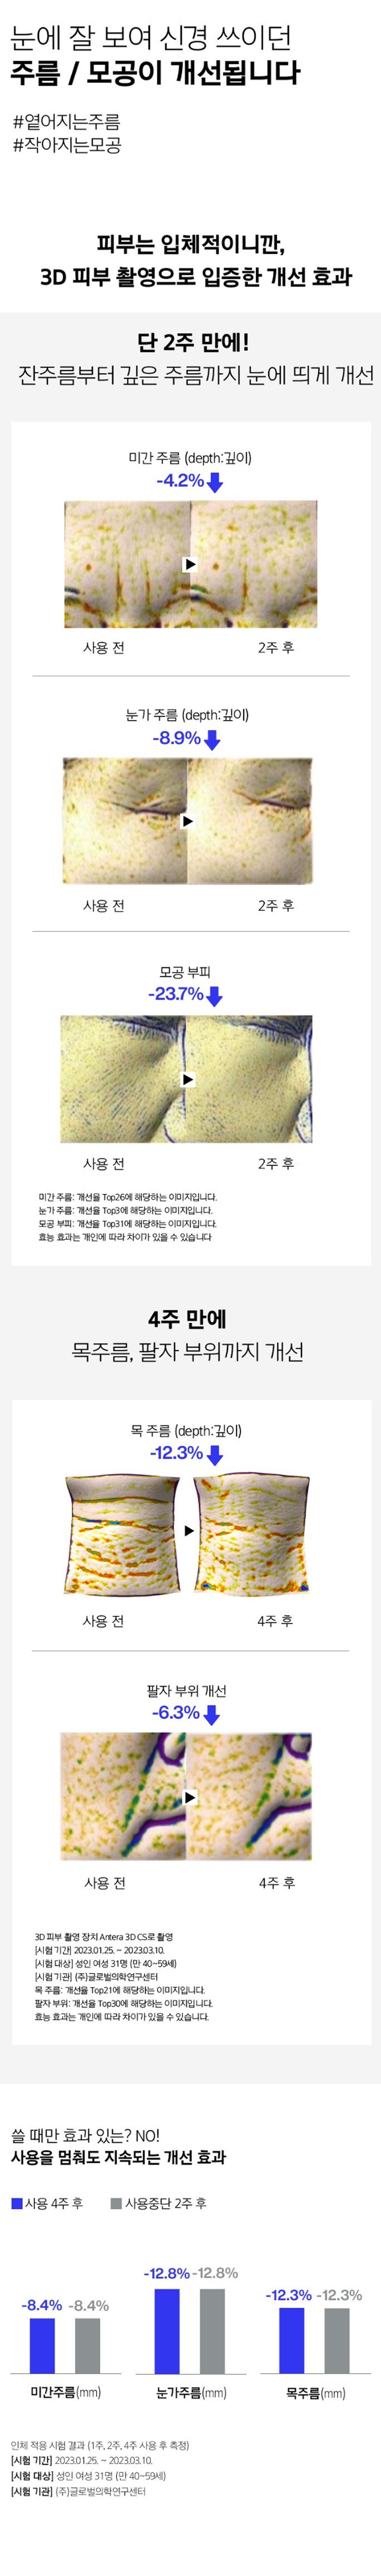 눈에 잘 보여 신경 쓰이던
주름 / 모공이 개선됩니다
#옅어지는주름
#작아지는모공
피부는 입체적이니까,
3D 피부 촬영으로 입증한 개선 효과
단 2주 만에!
잔주름부터 깊은 주름까지 눈에 띄게 개선
미간 주름 (depth:깊이)
-4.2%
사용 전 2주 후
눈가 주름 (depth:깊이)
-8.9%
사용 전 2주 후
모공 부피
-23.7%
사용 전 2주 후
미간 주름: 개선율 Top26에 해당하는 이미지입니다.
눈가 주름: 개선율 Top3에 해당하는 이미지입니다.
모공 부피: 개선율 Top31에 해당하는 이미지입니다.
효능 효과는 개인에 따라 차이가 있을 수 있습니다
4주 만에
목주름, 팔자 부위까지 개선
목 주름 (depth:깊이)
-12.3%
사용 전 4주 후
팔자 부위 개선
-6.3%
사용 전 4주 후
3D 피부 촬영 장치 Antera 3D CS로 촬영
[시험 기간] 2023.01.25. ~ 2023.03.10.
[시험 대상] 성인 여성 31명 (만 40~59세)
[시험 기관] (주)글로벌의학연구센터
목 주름: 개선율 Top21에 해당하는 이미지입니다.
팔자 부위: 개선율 Top30에 해당하는 이미지입니다.
효능 효과는 개인에 따라 차이가 있을 수 있습니다.
쓸 때만 효과 있는? NO!
사용을 멈춰도 지속되는 개선 효과
사용 4주 후 사용중단 2주 후
-8.4% -8.4%
-12.8% -12.8%
-12.3% -12.3%
미간주름(mm) 눈가주름(mm) 목주름(mm)
인체 적용 시험 결과 (1주, 2주, 4주 사용 후 측정)
[시험 기간] 2023.01.25. ~ 2023.03.10.
[시험 대상] 성인 여성 31명 (만 40~59세)
[시험 기관] (주)글로벌의학연구센터